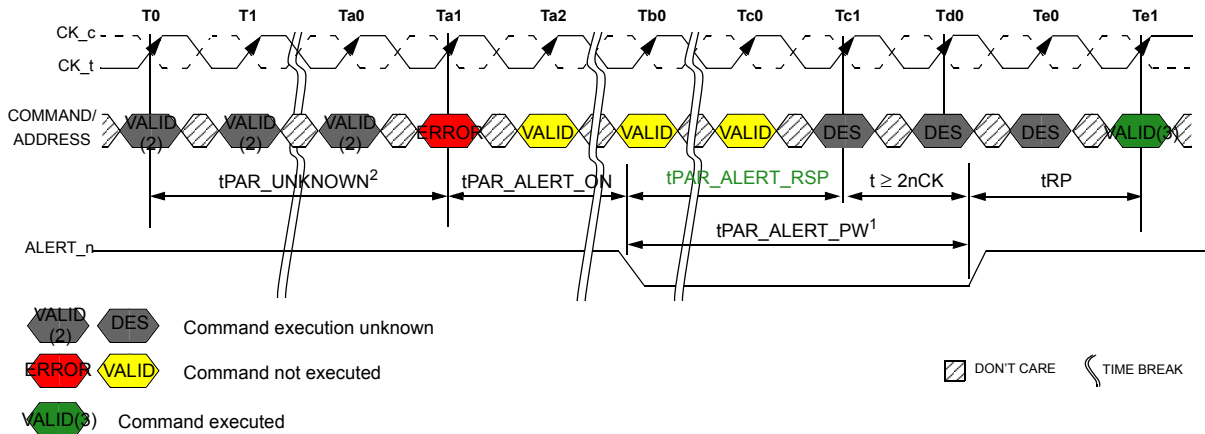 T0 T1 Ta0 Ta1 Ta2 Tb0 Tc0 Tc1 Td0 Te0 Te1
CK_c
CK_t
COMMAND/
ADDRESS
VALID (2) VALID (2) VALID (2) ERROR VALID VALID VALID DES DES DES VALID(3)
tPAR_UNKNOWN² tPAR_ALERT_ON tPAR_ALERT_RSP t ≥ 2nCK tRP
tPAR_ALERT_PW¹
ALERT_n
VALID (2) DES Command execution unknown
ERROR VALID Command not executed
DON'T CARE TIME BREAK
VALID(3) Command executed